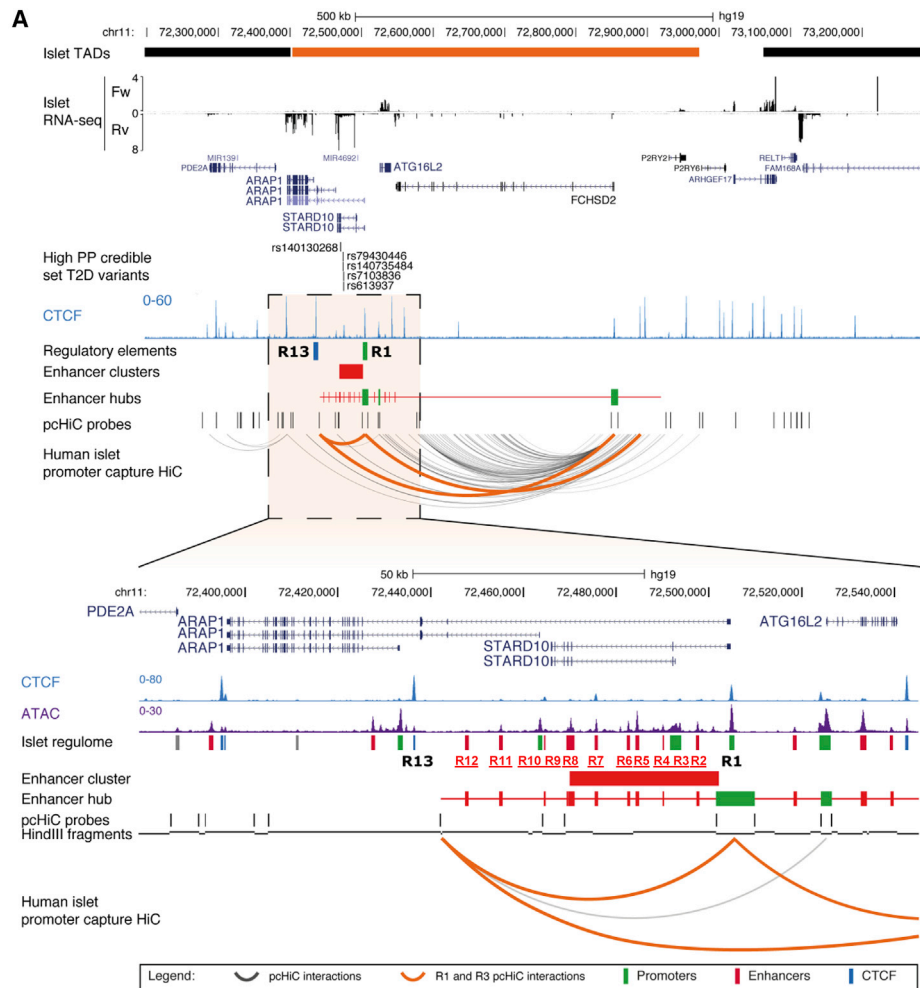 A
500 kb hg19
chr11: 72,300,000 72,400,000 72,500,000 72,600,000 72,700,000 72,800,000 72,900,000 73,000,000 73,100,000 73,200,000
Islet TADs
4
Fw
Islet
RNA-seq
0
Rv
8
MIR139 MIR4692 P2RY2 RELT
PDE2A ATG16L2 P2RY6 FAM168A
ARAP1 ARHGEF17
ARAP1
ARAP1 FCHSD2
STARD10
STARD10
rs140130268
High PP credible
set T2D variants
rs79430446
rs140735484
rs7103836
rs613937
0-60
CTCF
Regulatory elements R13 R1
Enhancer clusters
Enhancer hubs
pcHiC probes
Human islet
promoter capture HiC
50 kb hg19
chr11: 72,400,000 72,420,000 72,440,000 72,460,000 72,480,000 72,500,000 72,520,000 72,540,000
PDE2A
ARAP1 ATG16L2
ARAP1
ARAP1 STARD10
STARD10
CTCF 0-80
ATAC 0-30
Islet regulome
R13 R12 R11 R10 R9 R8 R7 R6 R5 R4 R3 R2 R1
Enhancer cluster
Enhancer hub
pcHiC probes
HindIII fragments
Human islet
promoter capture HiC
Legend: pcHiC interactions R1 and R3 pcHiC interactions Promoters Enhancers CTCF